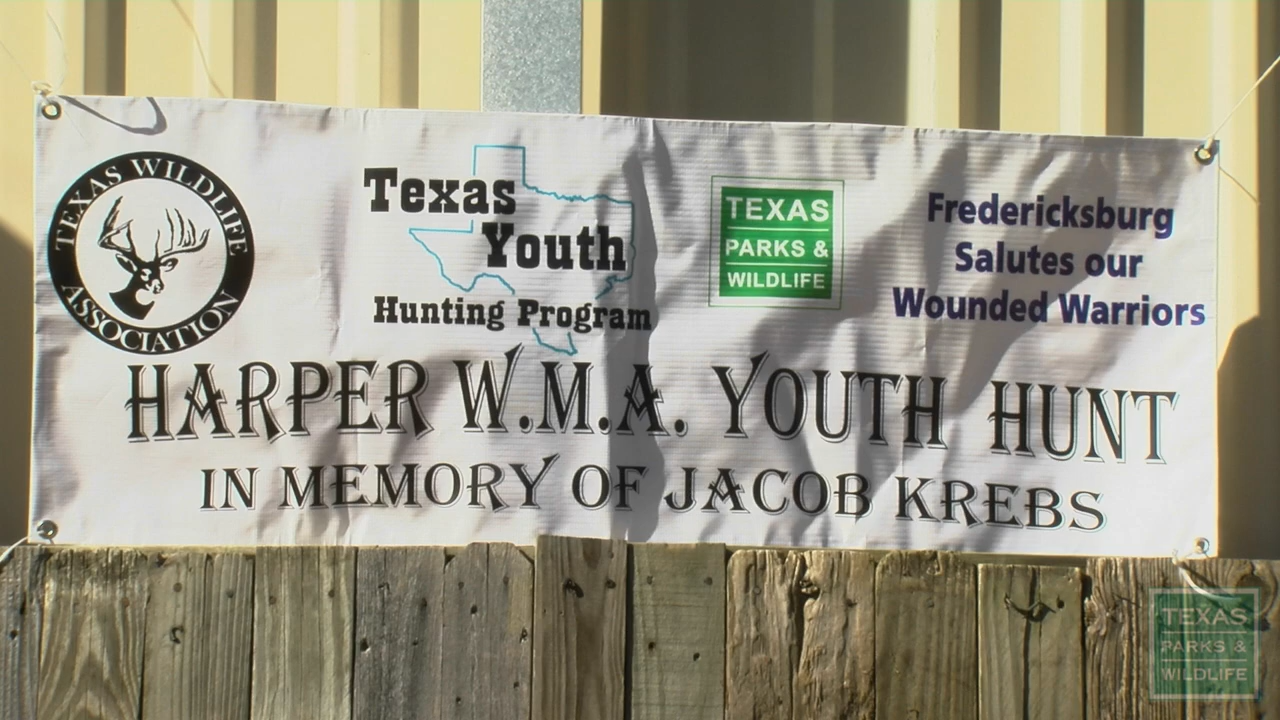 TEXAS WILDLIFE
ASSOCIATION
Texas
Youth
Hunting Program
TEXAS
PARKS &
WILDLIFE
Fredericksburg
Salutes our
Wounded Warriors
HARPER W.M.A. YOUTH HUNT
IN MEMORY OF JACOB KREBS
TEXAS
PARKS &
WILDLIFE